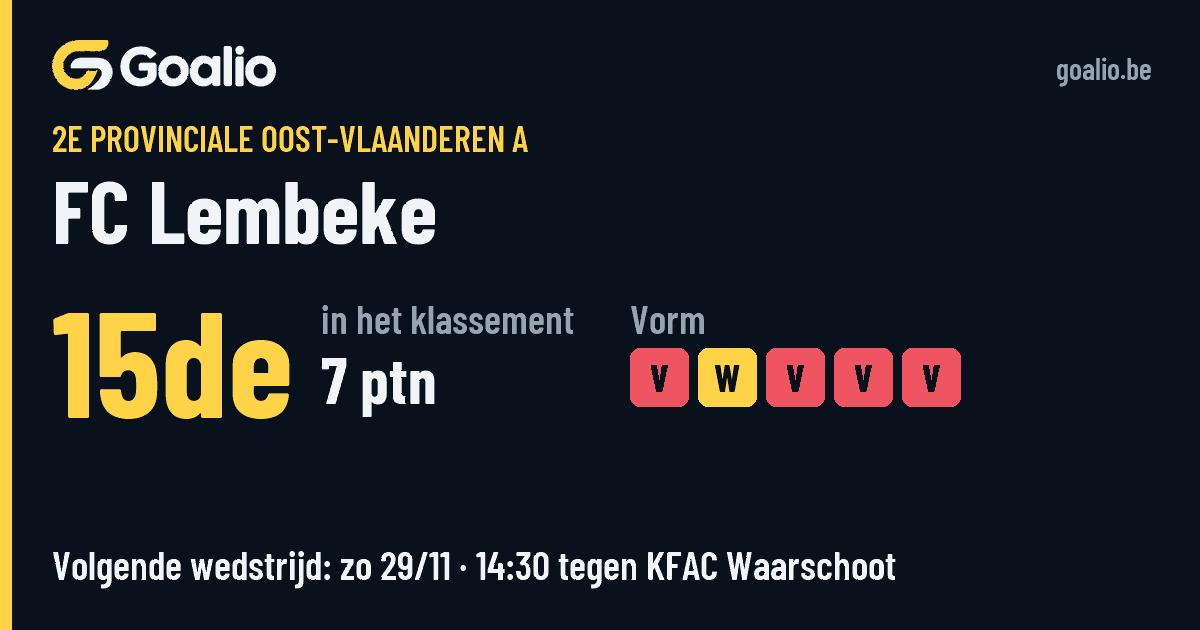 Goalio
goalio.be
2E PROVINCIALE OOST-VLAANDEREN A
FC Lembeke
15de
in het klassement
7 ptn
Vorm
V W V V V
Volgende wedstrijd: zo 29/11 · 14:30 tegen KFAC Waarschoot